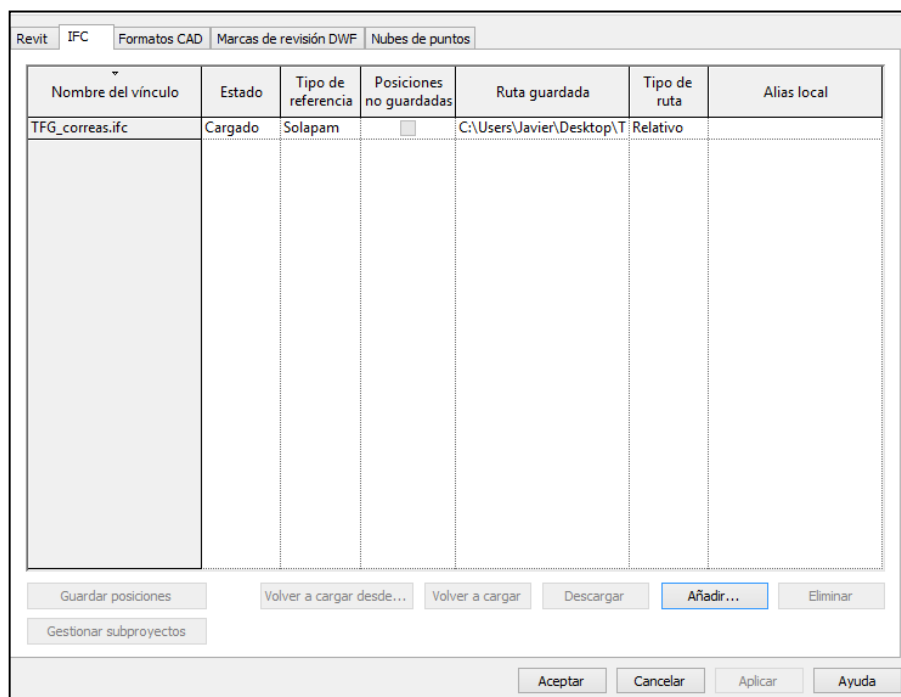 Revit IFC Formatos CAD Marcas de revisión DWF Nubes de puntos
Nombre del vínculo Estado Tipo de referencia Posiciones no guardadas Ruta guardada Tipo de ruta Alias local
TFG_correas.ifc Cargado Solapam C:\Users\Javier\Desktop\T Relativo
Guardar posiciones Volver a cargar desde... Volver a cargar Descargar Añadir... Eliminar
Gestionar subproyectos
Aceptar Cancelar Aplicar Ayuda